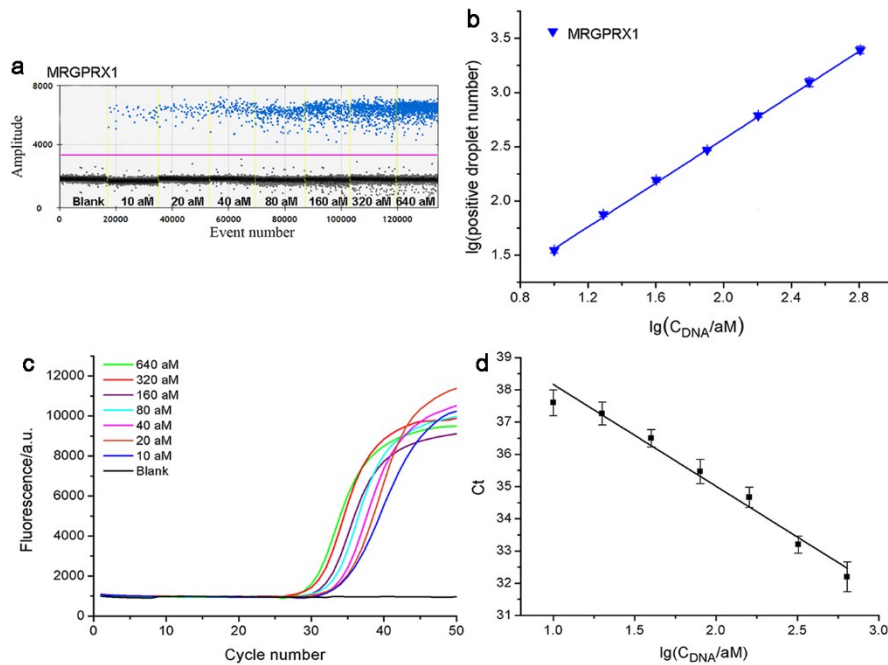 a
MRGPRX1
8000
4000
0
Amplitude
Blank 10 aM 20 aM 40 aM 80 aM 160 aM 320 aM 640 aM
0 20000 40000 60000 80000 100000 120000
Event number
b
MRGPRX1
3.5
3.0
2.5
2.0
1.5
lg(positive droplet number)
0.8 1.2 1.6 2.0 2.4 2.8
lg(C_DNA/aM)
c
640 aM
320 aM
160 aM
80 aM
40 aM
20 aM
10 aM
Blank
12000
10000
8000
6000
4000
2000
0
Fluorescence/a.u.
0 10 20 30 40 50
Cycle number
d
39
38
37
36
35
34
33
32
31
Ct
1.0 1.5 2.0 2.5 3.0
lg(C_DNA/aM)